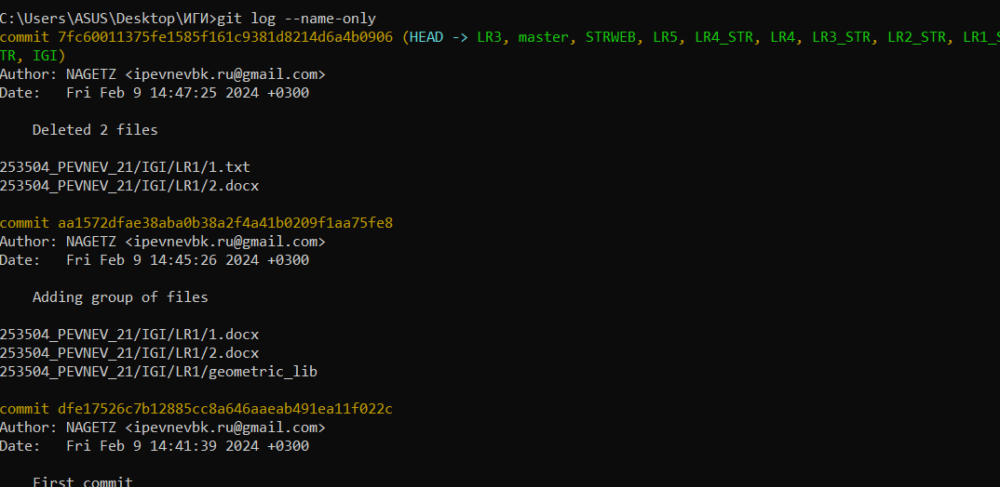 C:\Users\ASUS\Desktop\ИГИ>git log --name-only
commit 7fc60011375fe1585f161c9381d8214d6a4b0906 (HEAD -> LR3, master, STRWEB, LR5, LR4_STR, LR4, LR3_STR, LR2_STR, LR1_S
TR, IGI)
Author: NAGETZ <ipevnevbk.ru@gmail.com>
Date:   Fri Feb 9 14:47:25 2024 +0300
    Deleted 2 files
253504_PEVNEV_21/IGI/LR1/1.txt
253504_PEVNEV_21/IGI/LR1/2.docx
commit aa1572dfae38aba0b38a2f4a41b0209f1aa75fe8
Author: NAGETZ <ipevnevbk.ru@gmail.com>
Date:   Fri Feb 9 14:45:26 2024 +0300
    Adding group of files
253504_PEVNEV_21/IGI/LR1/1.docx
253504_PEVNEV_21/IGI/LR1/2.docx
253504_PEVNEV_21/IGI/LR1/geometric_lib
commit dfe17526c7b12885cc8a646aaeab491ea11f022c
Author: NAGETZ <ipevnevbk.ru@gmail.com>
Date:   Fri Feb 9 14:41:39 2024 +0300
    First commit